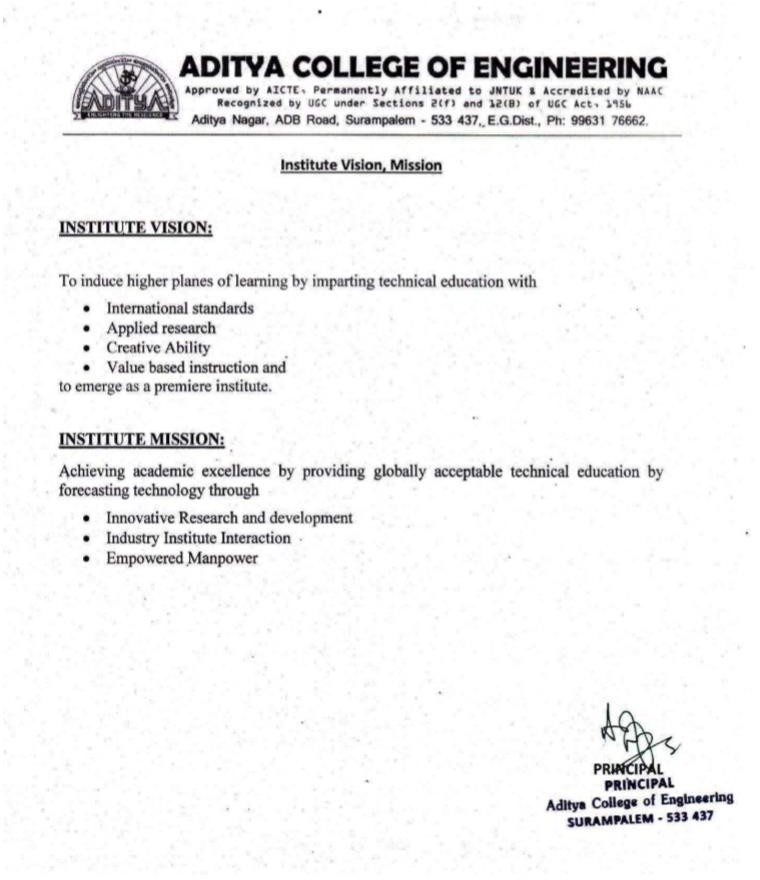 ADITYA COLLEGE OF ENGINEERING
Approved by AICTE, Permanently Affiliated to JNTUK & Accredited by NAAC
Recognized by UGC under Sections 2(f) and 12(B) of UGC Act, 1956
Aditya Nagar, ADB Road, Surampalem - 533 437, E.G.Dist., Ph: 99631 76662.
ADITYA
Institute Vision, Mission
INSTITUTE VISION:
To induce higher planes of learning by imparting technical education with
• International standards
• Applied research
• Creative Ability
• Value based instruction and
to emerge as a premiere institute.
INSTITUTE MISSION:
Achieving academic excellence by providing globally acceptable technical education by
forecasting technology through
• Innovative Research and development
• Industry Institute Interaction
• Empowered Manpower
PRINCIPAL
PRINCIPAL
Aditya College of Engineering
SURAMPALEM - 533 437